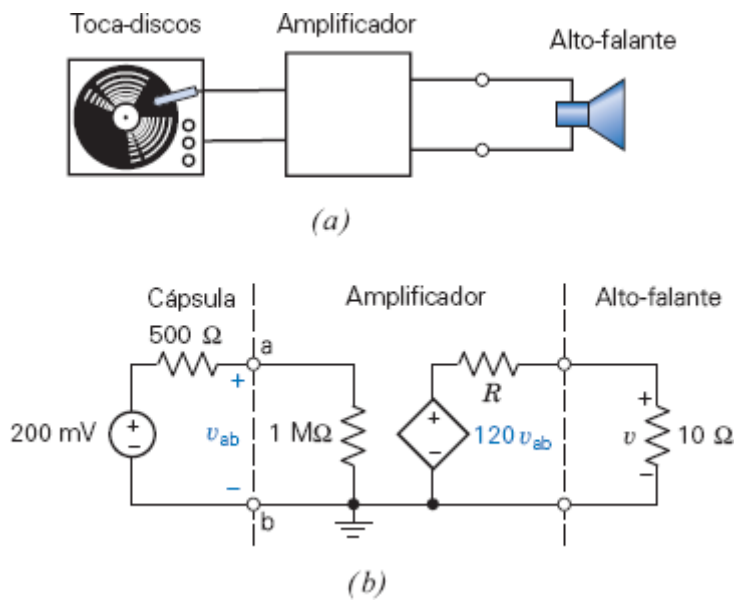 Toca-discos
Amplificador
Alto-falante
(a)
Cápsula
Amplificador
Alto-falante
500 Ω
a
+
R
+
200 mV
+
−
v_ab
1 MΩ
+
−
120 v_ab
v
10 Ω
−
−
b
(b)